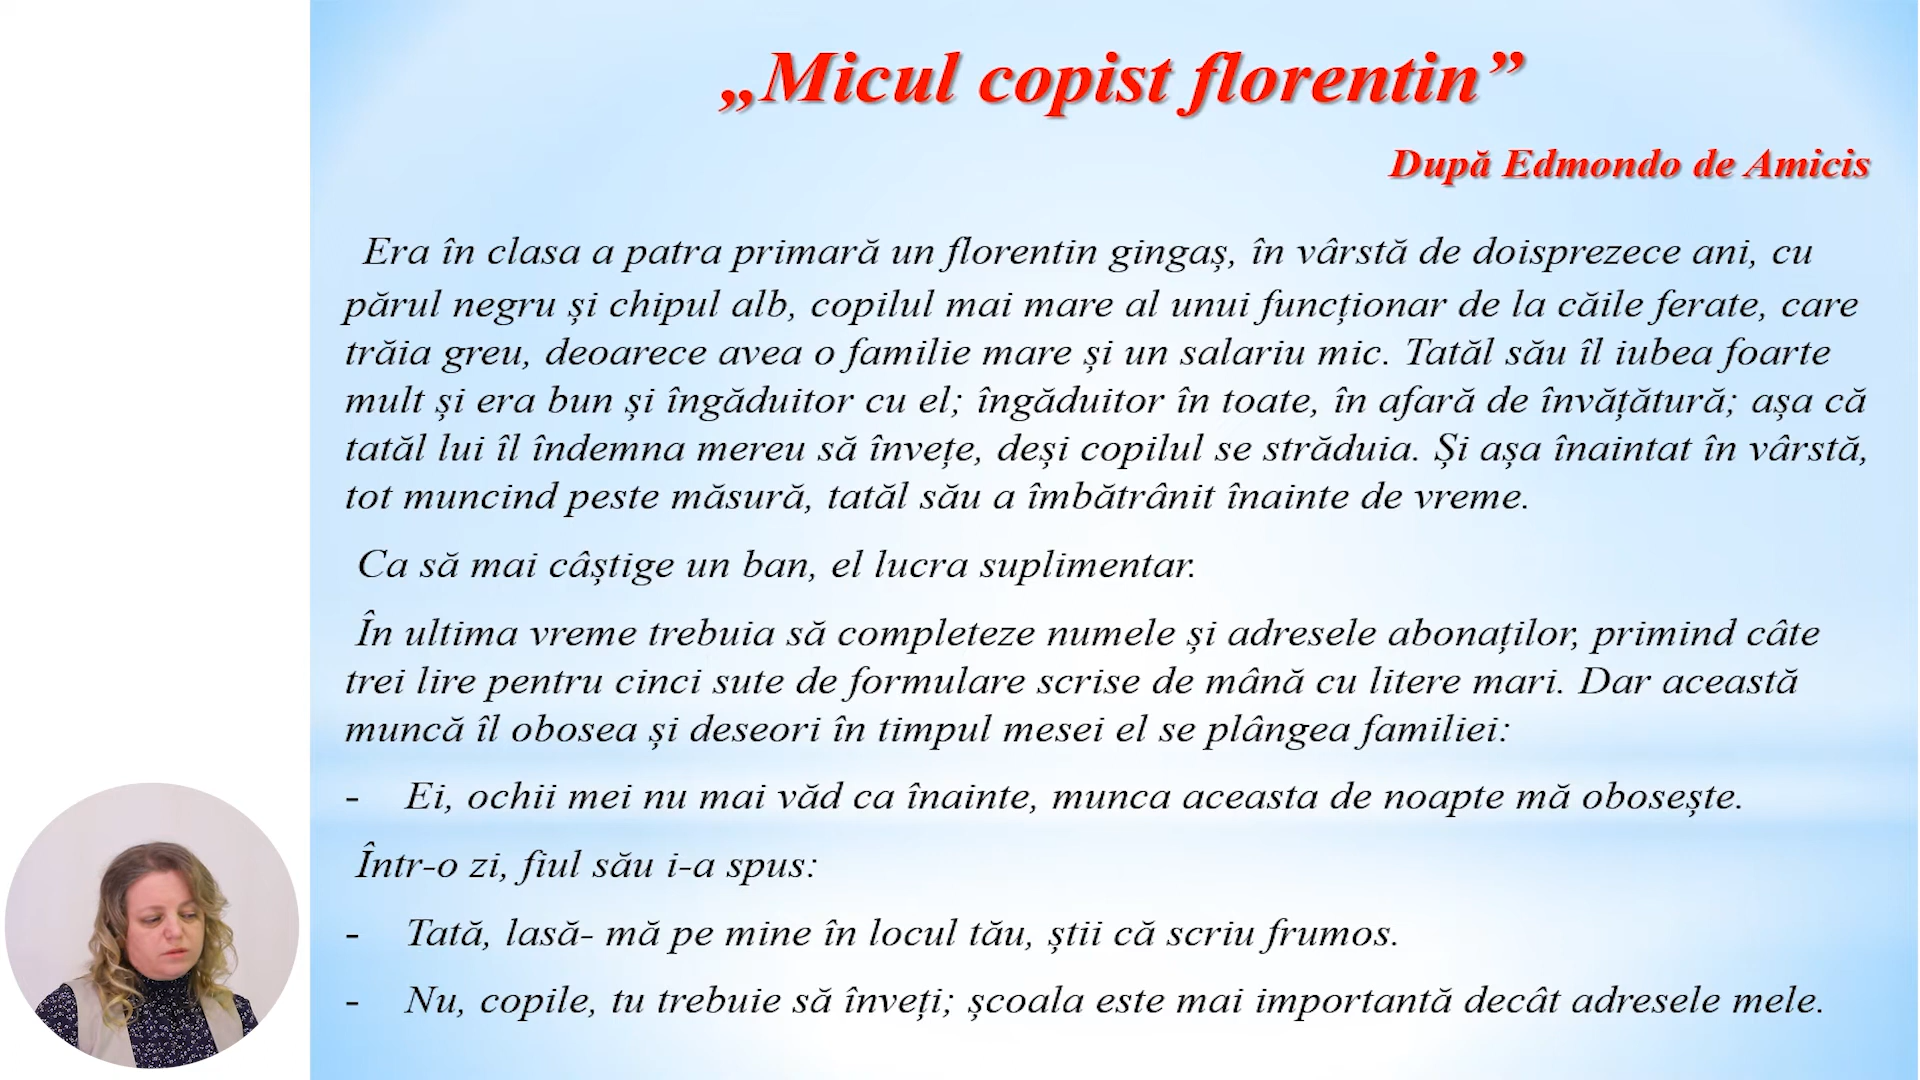 „Micul copist florentin”
După Edmondo de Amicis
Era în clasa a patra primară un florentin gingaș, în vârstă de doisprezece ani, cu
părul negru și chipul alb, copilul mai mare al unui funcționar de la căile ferate, care
trăia greu, deoarece avea o familie mare și un salariu mic. Tatăl său îl iubea foarte
mult și era bun și îngăduitor cu el; îngăduitor în toate, în afară de învățătură; așa că
tatăl lui îl îndemna mereu să învețe, deși copilul se străduia. Și așa înaintat în vârstă,
tot muncind peste măsură, tatăl său a îmbătrânit înainte de vreme.
Ca să mai câștige un ban, el lucra suplimentar.
În ultima vreme trebuia să completeze numele și adresele abonaților, primind câte
trei lire pentru cinci sute de formulare scrise de mână cu litere mari. Dar această
muncă îl obosea și deseori în timpul mesei el se plângea familiei:
- Ei, ochii mei nu mai văd ca înainte, munca aceasta de noapte mă obosește.
Într-o zi, fiul său i-a spus:
- Tată, lasă- mă pe mine în locul tău, știi că scriu frumos.
- Nu, copile, tu trebuie să înveți; școala este mai importantă decât adresele mele.